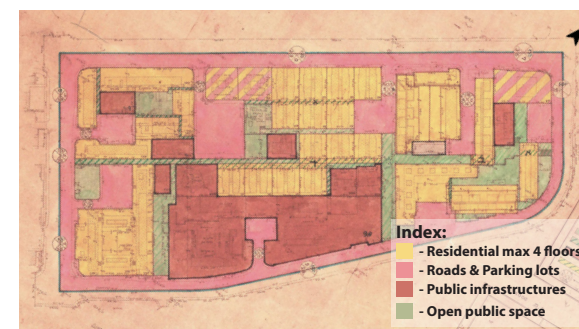 Index:
- Residential max 4 floors
- Roads & Parking lots
- Public infrastructures
- Open public space